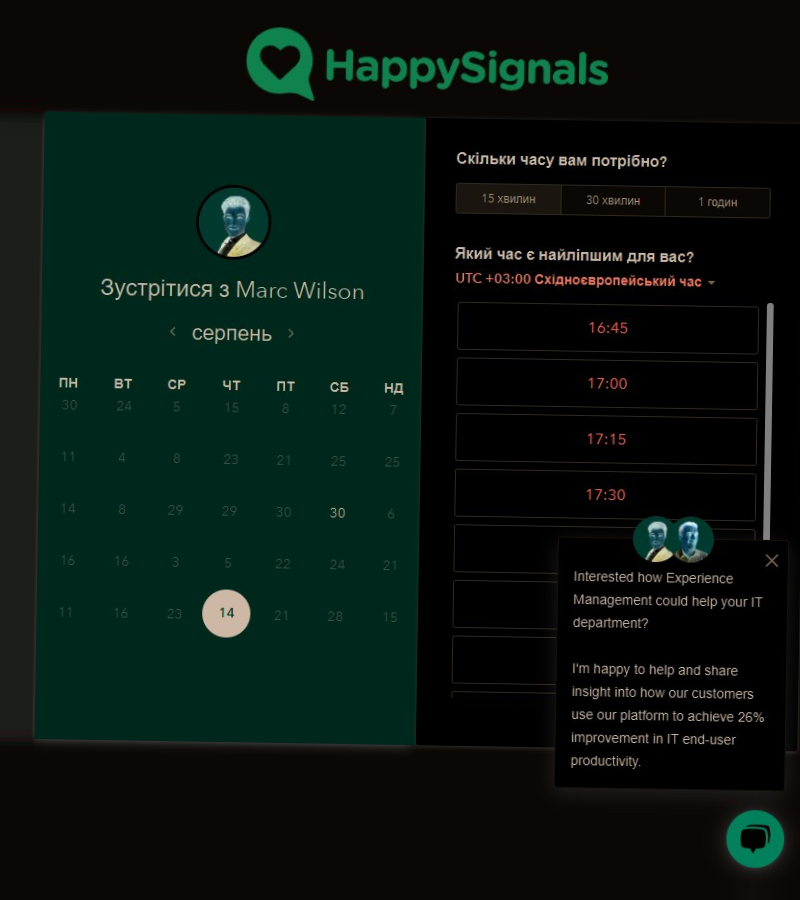 HappySignals
Зустрітися з Marc Wilson
серпень
ПН ВТ СР ЧТ ПТ СБ НД
30 24 5 15 8 12 7
11 4 8 23 21 25 25
14 8 29 29 30 30 6
16 16 3 5 22 24 21
11 16 23 14 21 28 15
Скільки часу вам потрібно?
15 хвилин 30 хвилин 1 годин
Який час є найліпшим для вас?
UTC +03:00 Східноєвропейський час
16:45
17:00
17:15
17:30
Interested how Experience
Management could help your IT
department?
I'm happy to help and share
insight into how our customers
use our platform to achieve 26%
improvement in IT end-user
productivity.